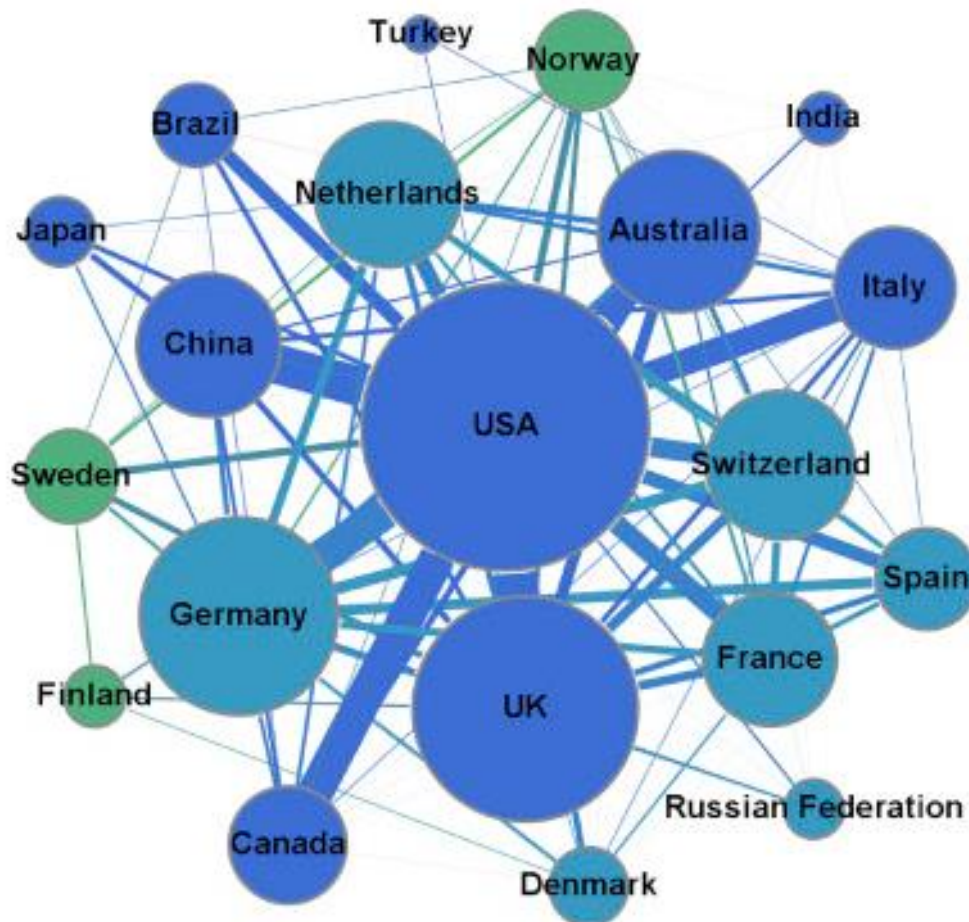 Turkey
Norway
India
Brazil
Netherlands
Japan
Australia
Italy
China
USA
Sweden
Switzerland
Spain
Germany
France
Finland
UK
Russian Federation
Canada
Denmark